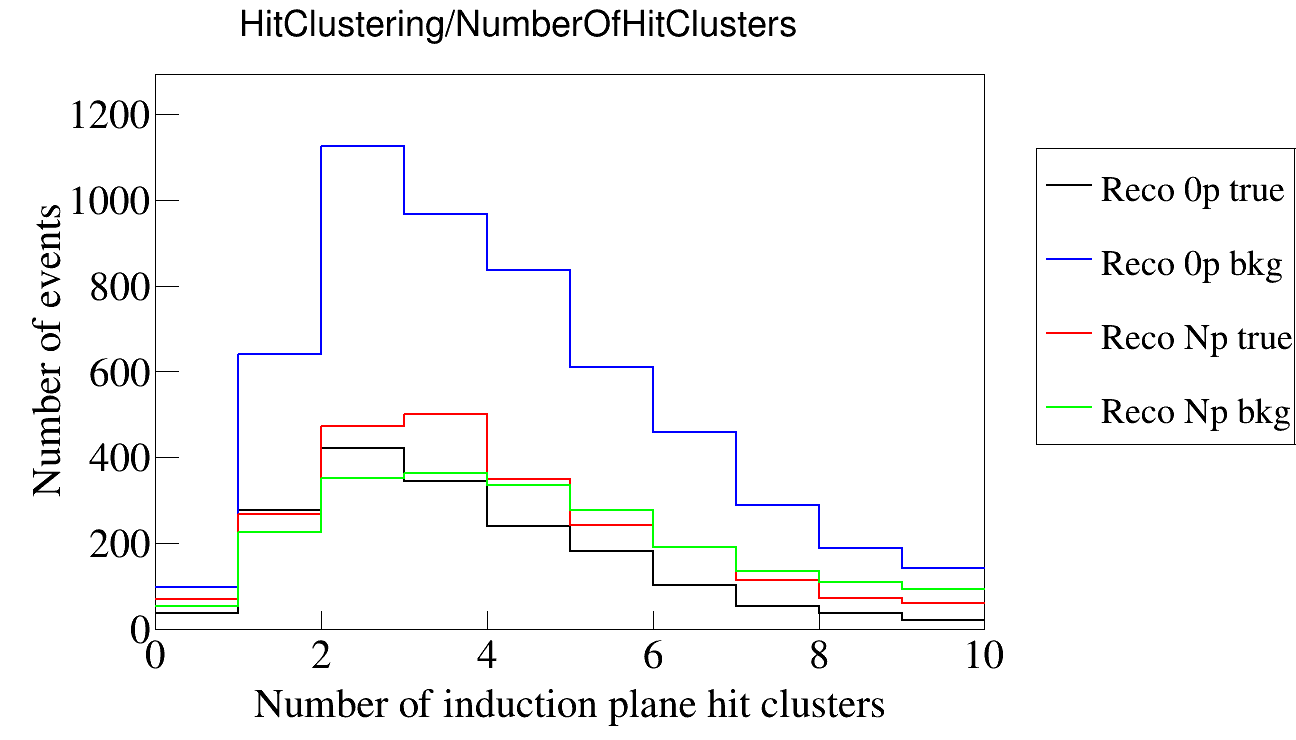 HitClustering/NumberOfHitClusters
Number of events
1200
1000
800
600
400
200
0
0 2 4 6 8 10
Number of induction plane hit clusters
Reco 0p true
Reco 0p bkg
Reco Np true
Reco Np bkg